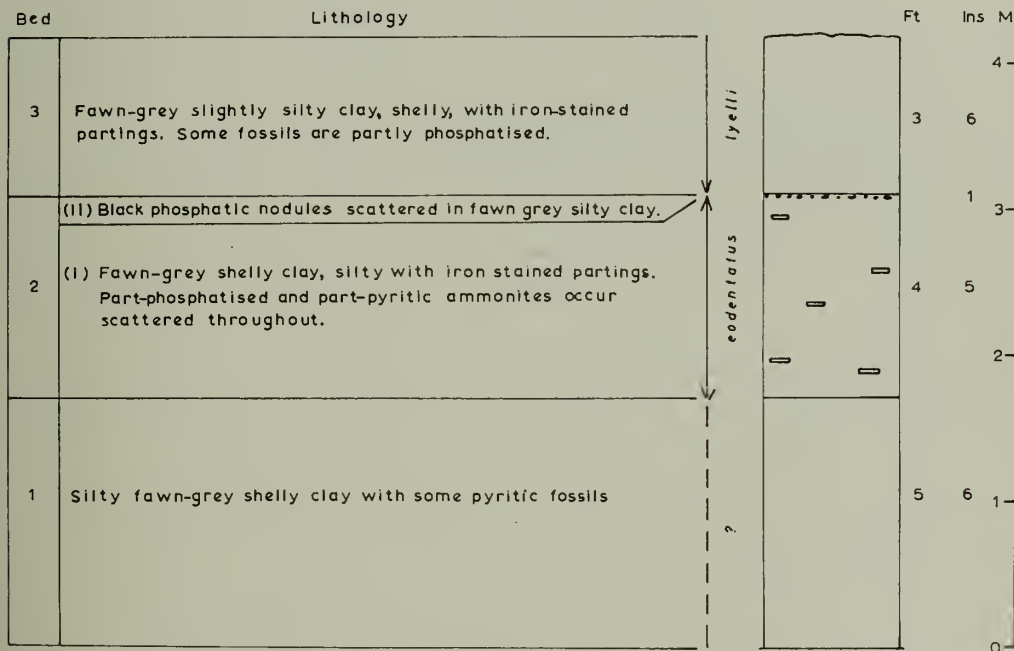 Bed Lithology Ft Ins M
4
3 Fawn-grey slightly silty clay, shelly, with iron-stained
partings. Some fossils are partly phosphatised.
lyelli
3 6
(II) Black phosphatic nodules scattered in fawn grey silty clay.
1
3
2 (I) Fawn-grey shelly clay, silty with iron stained partings.
Part-phosphatised and part-pyritic ammonites occur
scattered throughout.
eodentatus
4 5
2
1 Silty fawn-grey shelly clay with some pyritic fossils
?
5 6
1
0